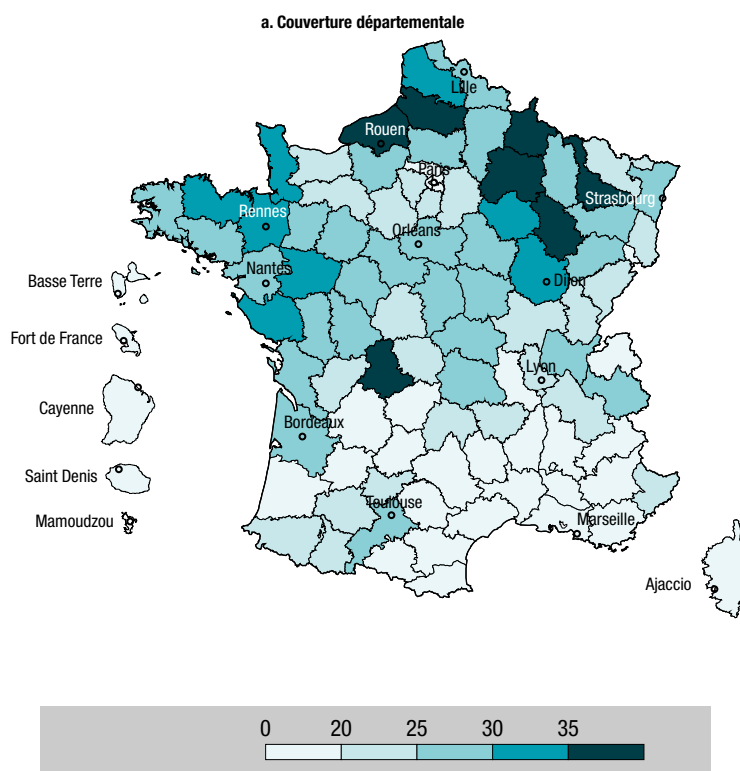 a. Couverture départementale
Lille
Rouen
Paris
Strasbourg
Rennes
Orléans
Nantes
Dijon
Basse Terre
Fort de France
Lyon
Cayenne
Bordeaux
Saint Denis
Toulouse
Mamoudzou
Marseille
Ajaccio
0 20 25 30 35